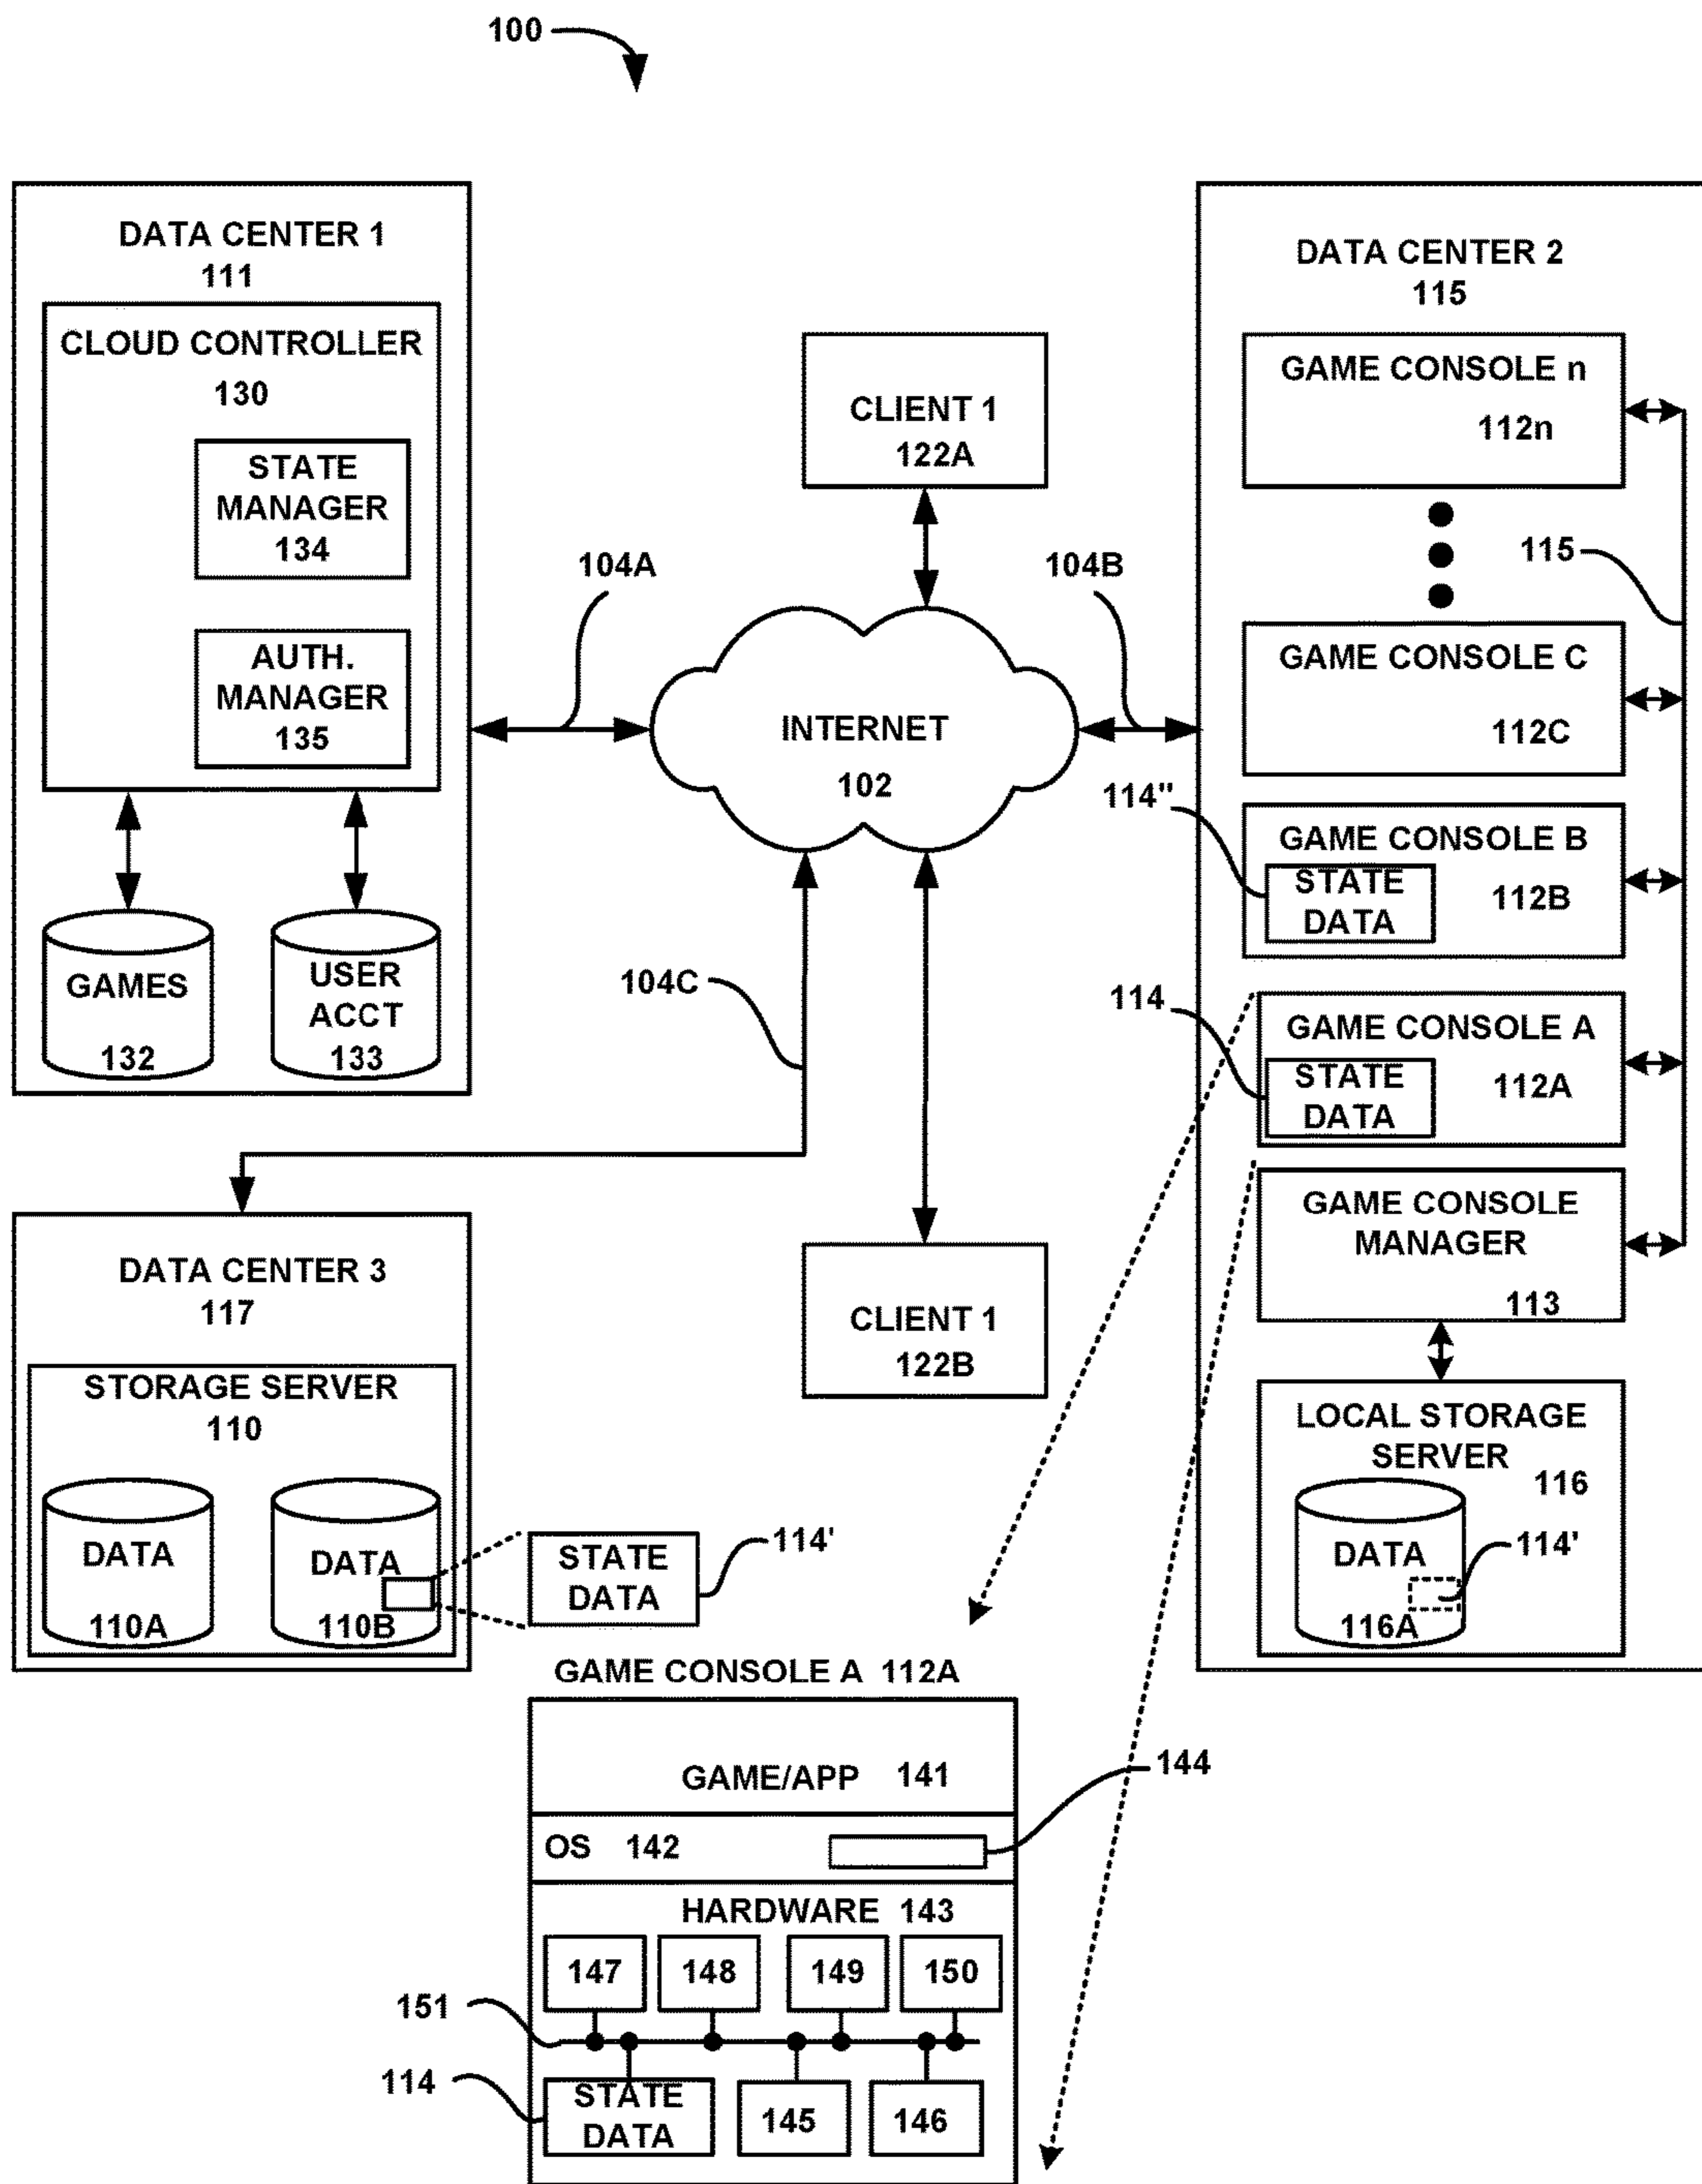 100
DATA CENTER 1
111
CLOUD CONTROLLER
130
STATE
MANAGER
134
AUTH.
MANAGER
135
GAMES
132
USER
ACCT
133
104A
CLIENT 1
122A
104B
INTERNET
102
104C
CLIENT 1
122B
DATA CENTER 2
115
GAME CONSOLE n
112n
115
GAME CONSOLE C
112C
114"
GAME CONSOLE B
STATE
DATA
112B
114
GAME CONSOLE A
STATE
DATA
112A
GAME CONSOLE
MANAGER
113
LOCAL STORAGE
SERVER
116
DATA
114'
116A
DATA CENTER 3
117
STORAGE SERVER
110
DATA
110A
DATA
110B
STATE
DATA
114'
GAME CONSOLE A 112A
GAME/APP 141
144
OS 142
HARDWARE 143
147
148
149
150
151
114
STATE
DATA
145
146